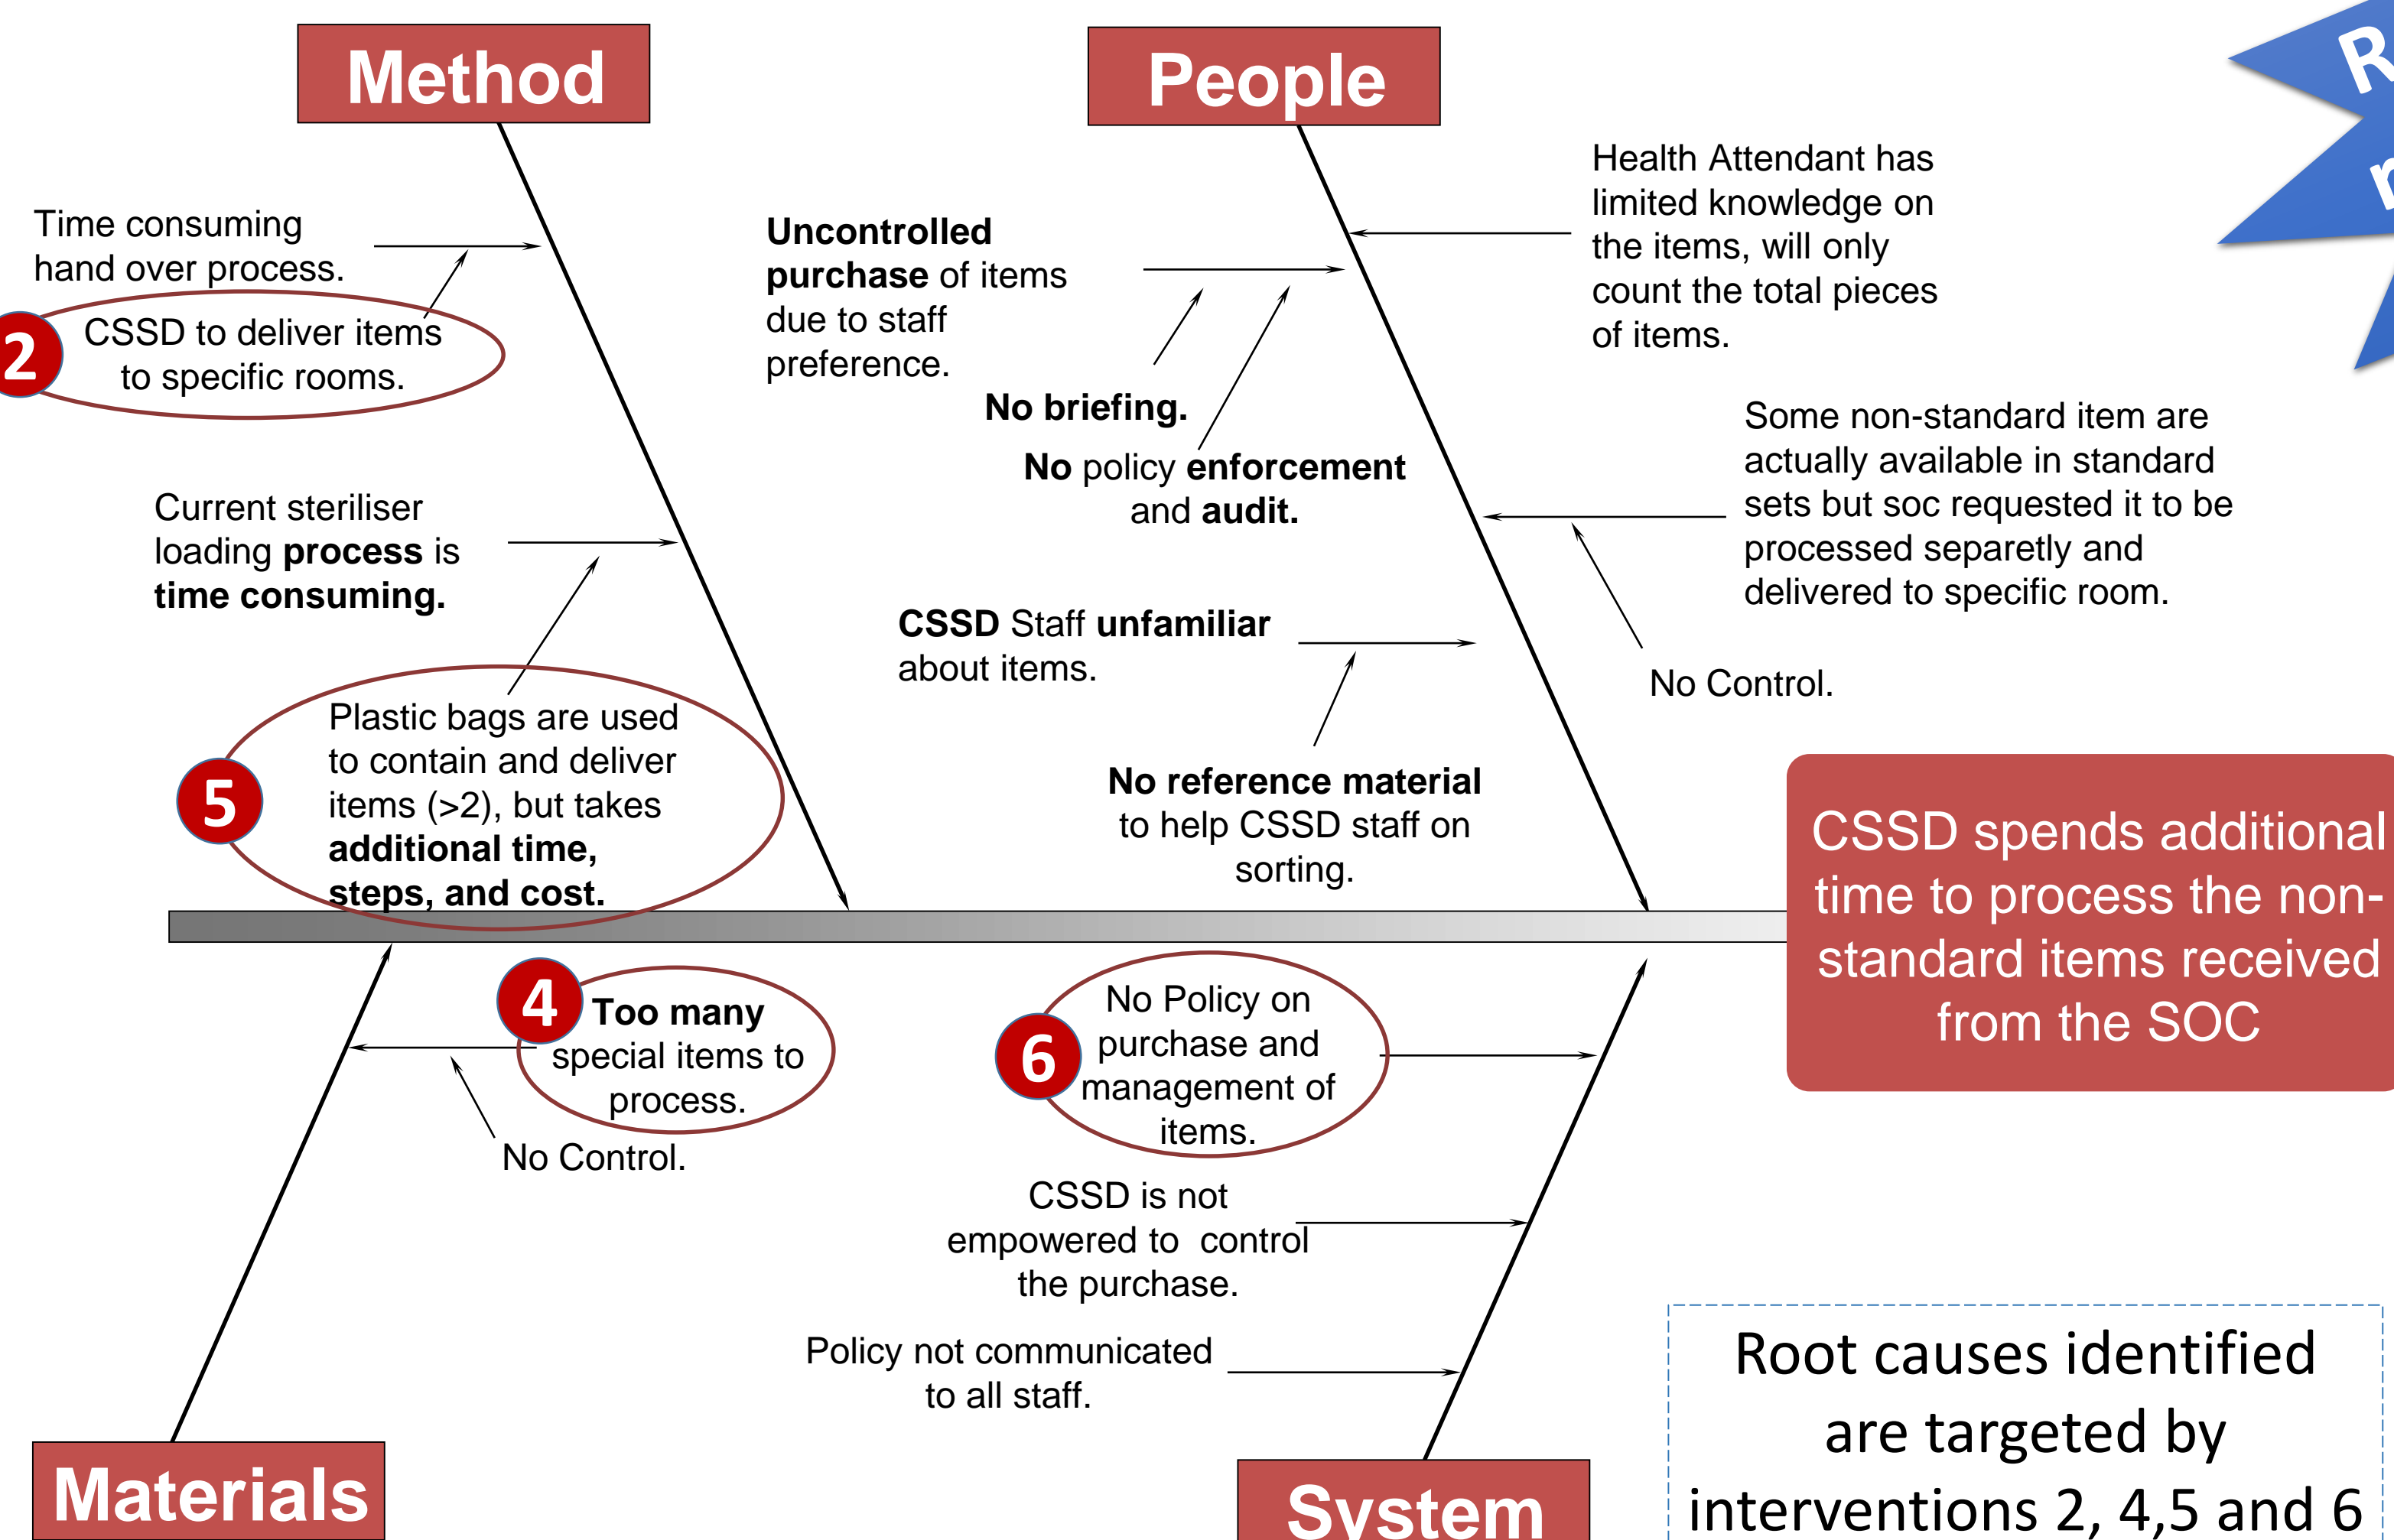 Method
People
Time consuming
hand over process.
2
CSSD to deliver items
to specific rooms.
Current steriliser
loading process is
time consuming.
5
Plastic bags are used
to contain and deliver
items (>2), but takes
additional time,
steps, and cost.
Uncontrolled
purchase of items
due to staff
preference.
No briefing.
No policy enforcement
and audit.
CSSD Staff unfamiliar
about items.
No reference material
to help CSSD staff on
sorting.
Health Attendant has
limited knowledge on
the items, will only
count the total pieces
of items.
Some non-standard item are
actually available in standard
sets but soc requested it to be
processed separetly and
delivered to specific room.
No Control.
CSSD spends additional
time to process the non-
standard items received
from the SOC
4
Too many
special items to
process.
No Control.
6
No Policy on
purchase and
management of
items.
CSSD is not
empowered to control
the purchase.
Policy not communicated
to all staff.
Materials
System
Root causes identified
are targeted by
interventions 2, 4,5 and 6